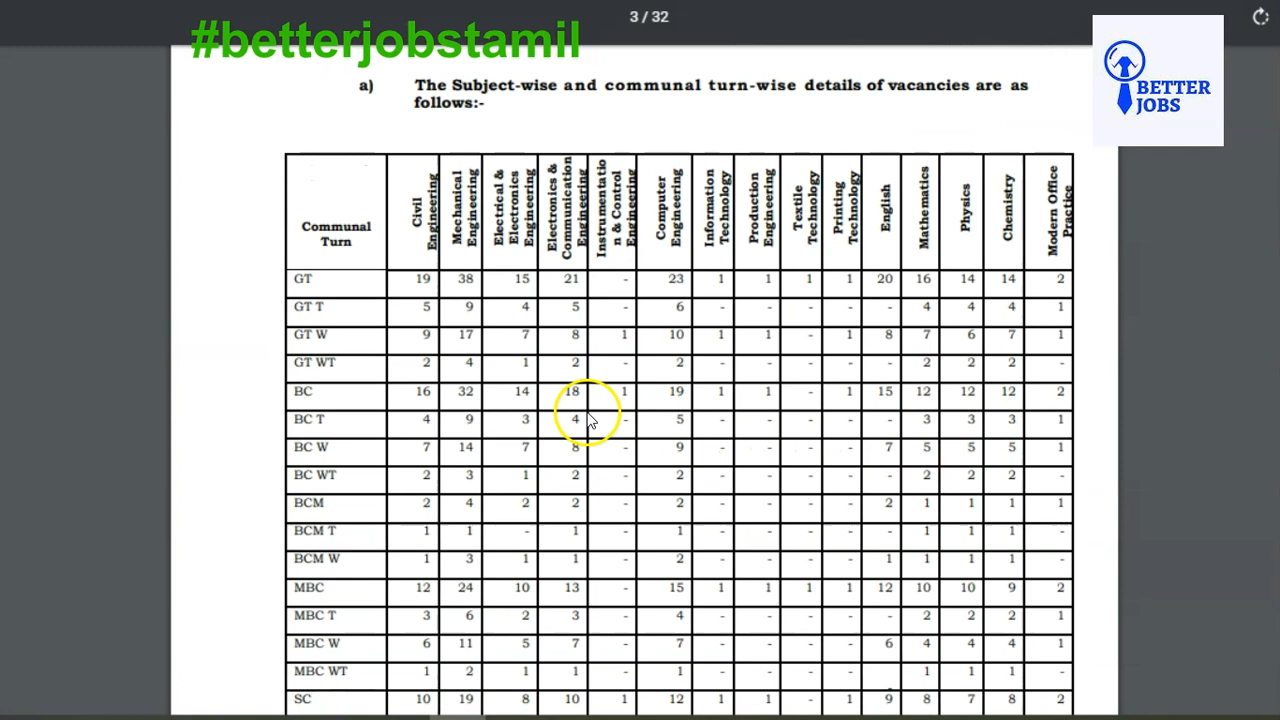 3 / 32
#betterjobstamil
BETTER
JOBS
a) The Subject-wise and communal turn-wise details of vacancies are as
follows:-
Communal Turn | Civil Engineering | Mechanical Engineering | Electrical & Electronics Engineering | Electronics & Communication Engineering | Instrumentatio n & Control Engineering | Computer Engineering | Information Technology | Production Engineering | Textile Technology | Printing Technology | English | Mathematics | Physics | Chemistry | Modern Office Practice
GT 19 38 15 21 - 23 1 1 1 1 20 16 14 14 2
GT T 5 9 4 5 - 6 - - - - - 4 4 4 1
GT W 9 17 7 8 1 10 1 1 - 1 8 7 6 7 1
GT WT 2 4 1 2 - 2 - - - - - 2 2 2 -
BC 16 32 14 18 1 19 1 1 - 1 15 12 12 12 2
BC T 4 9 3 4 - 5 - - - - - 3 3 3 1
BC W 7 14 7 8 - 9 - - - - 7 5 5 5 1
BC WT 2 3 1 2 - 2 - - - - - 2 2 2 -
BCM 2 4 2 2 - 2 - - - - 2 1 1 1 1
BCM T 1 1 - 1 - 1 - - - - - 1 1 1 -
BCM W 1 3 1 1 - 2 - - - - 1 1 1 1 -
MBC 12 24 10 13 - 15 1 1 1 1 12 10 10 9 2
MBC T 3 6 2 3 - 4 - - - - - 2 2 2 1
MBC W 6 11 5 7 - 7 - - - - 6 4 4 4 1
MBC WT 1 2 1 1 - 1 - - - - - 1 1 1 -
SC 10 19 8 10 1 12 1 1 - 1 9 8 7 8 2